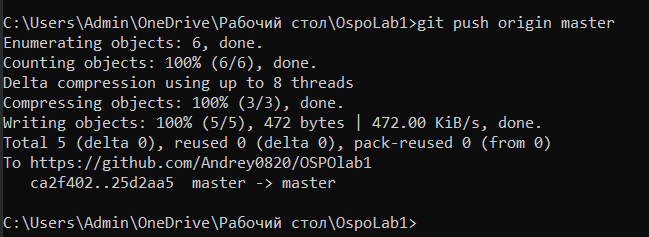 C:\Users\Admin\OneDrive\Рабочий стол\OspoLab1>git push origin master
Enumerating objects: 6, done.
Counting objects: 100% (6/6), done.
Delta compression using up to 8 threads
Compressing objects: 100% (3/3), done.
Writing objects: 100% (5/5), 472 bytes | 472.00 KiB/s, done.
Total 5 (delta 0), reused 0 (delta 0), pack-reused 0 (from 0)
To https://github.com/Andrey0820/OSPOlab1
   ca2f402..25d2aa5  master -> master
C:\Users\Admin\OneDrive\Рабочий стол\OspoLab1>